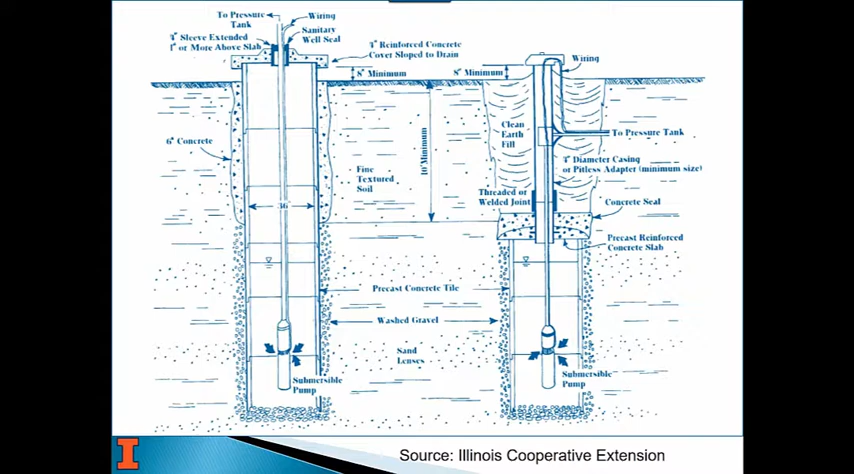 To Pressure
Tank
Wiring
Sanitary
Well Seal
4" Sleeve Extended
1" or More Above Slab
4" Reinforced Concrete
Cover Sloped to Drain
8" Minimum
8" Minimum
Wiring
6" Concrete
10' Minimum
Clean
Earth
Fill
To Pressure Tank
Fine
Textured
Soil
4" Diameter Casing
or Pitless Adapter (minimum size)
Threaded or
Welded Joint
36"
Concrete Seal
Precast Reinforced
Concrete Slab
Precast Concrete Tile
Washed Gravel
Sand
Lenses
Submersible
Pump
Submersible
Pump
I
Source: Illinois Cooperative Extension